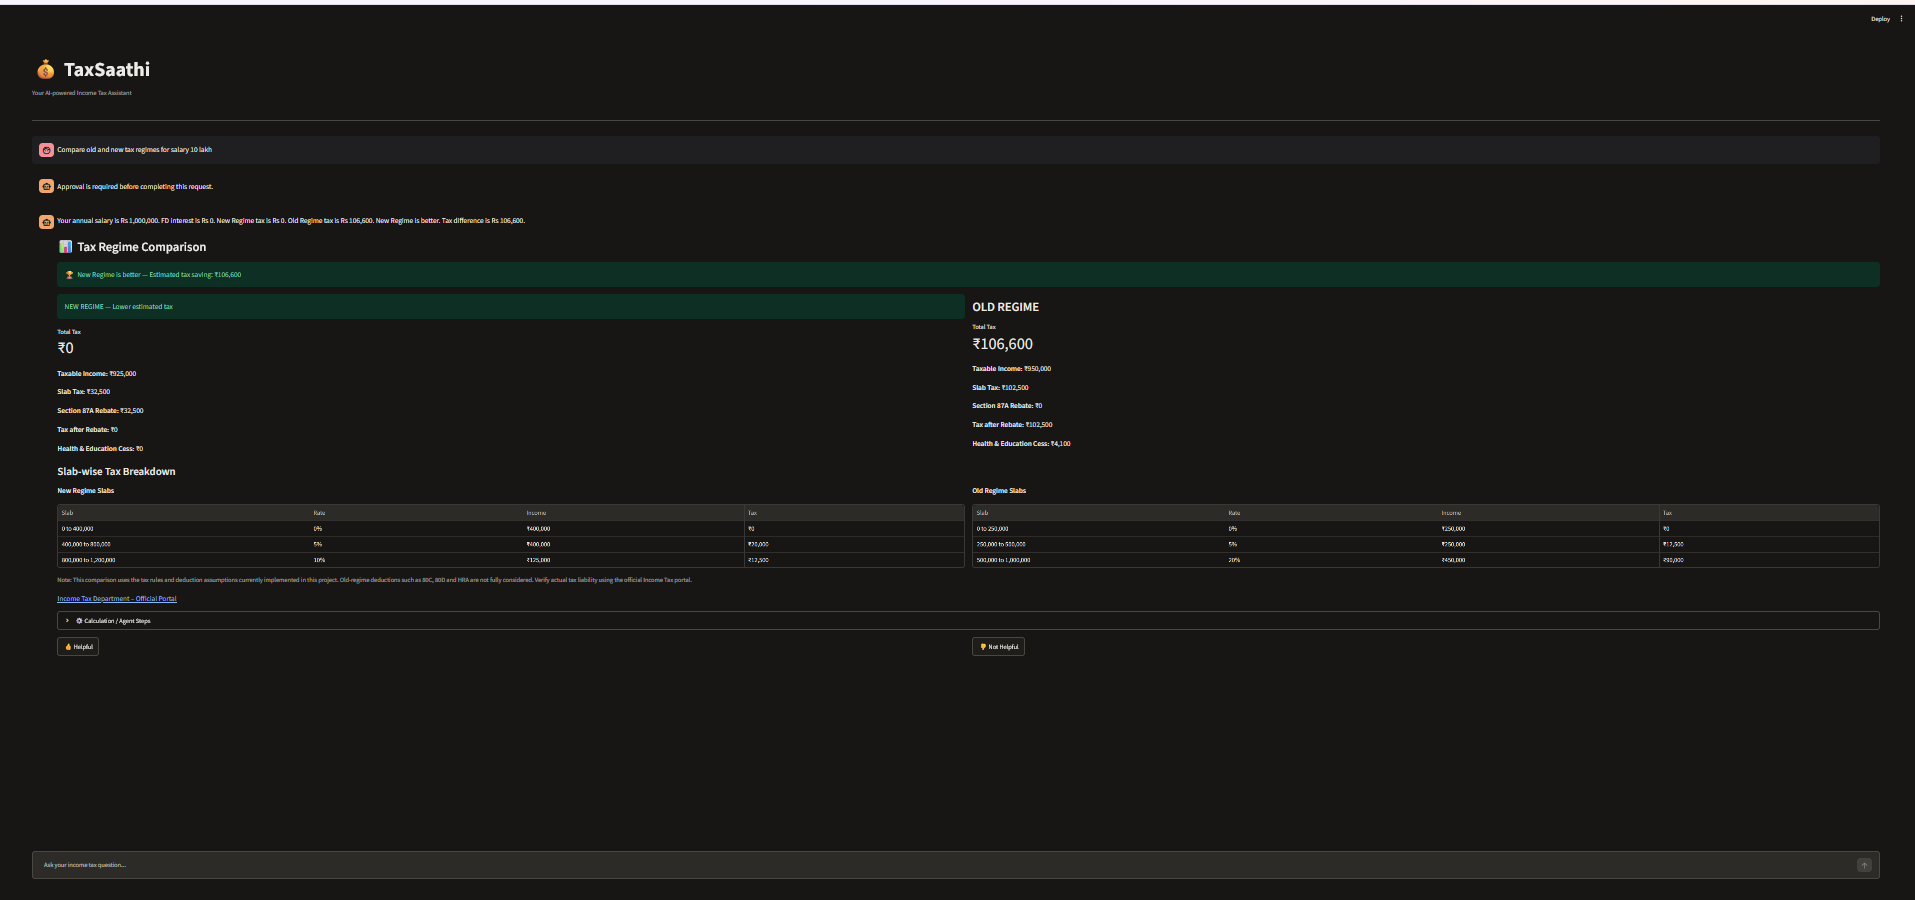 Deploy
TaxSaathi
Your AI-powered Income Tax Assistant
Compare old and new tax regimes for salary 10 lakh
Approval is required before completing this request.
Your annual salary is Rs 1,000,000. FD Interest is Rs 0. New Regime tax is Rs 0. Old Regime tax is Rs 106,600. New Regime is better. Tax difference is Rs 106,600.
Tax Regime Comparison
New Regime is better — Estimated tax saving: ₹106,600
NEW REGIME — Lower estimated tax
Total Tax
₹0
Taxable Income: ₹925,000
Slab Tax: ₹32,500
Section 87A Rebate: ₹32,500
Tax after Rebate: ₹0
Health & Education Cess: ₹0
OLD REGIME
Total Tax
₹106,600
Taxable Income: ₹950,000
Slab Tax: ₹102,500
Section 87A Rebate: ₹0
Tax after Rebate: ₹102,500
Health & Education Cess: ₹4,100
Slab-wise Tax Breakdown
New Regime Slabs
Slab Rate Income Tax
0 to 400,000 0% ₹400,000 ₹0
400,000 to 800,000 5% ₹400,000 ₹20,000
800,000 to 1,200,000 10% ₹125,000 ₹12,500
Old Regime Slabs
Slab Rate Income Tax
0 to 250,000 0% ₹250,000 ₹0
250,000 to 500,000 5% ₹250,000 ₹12,500
500,000 to 1,000,000 20% ₹450,000 ₹90,000
Note: This comparison uses the tax rules and deduction assumptions currently implemented in this project. Old-regime deductions such as 80C, 80D and HRA are not fully considered. Verify actual tax liability using the official Income Tax portal.
Income Tax Department – Official Portal
Calculation / Agent Steps
Helpful
Not Helpful
Ask your income tax question...